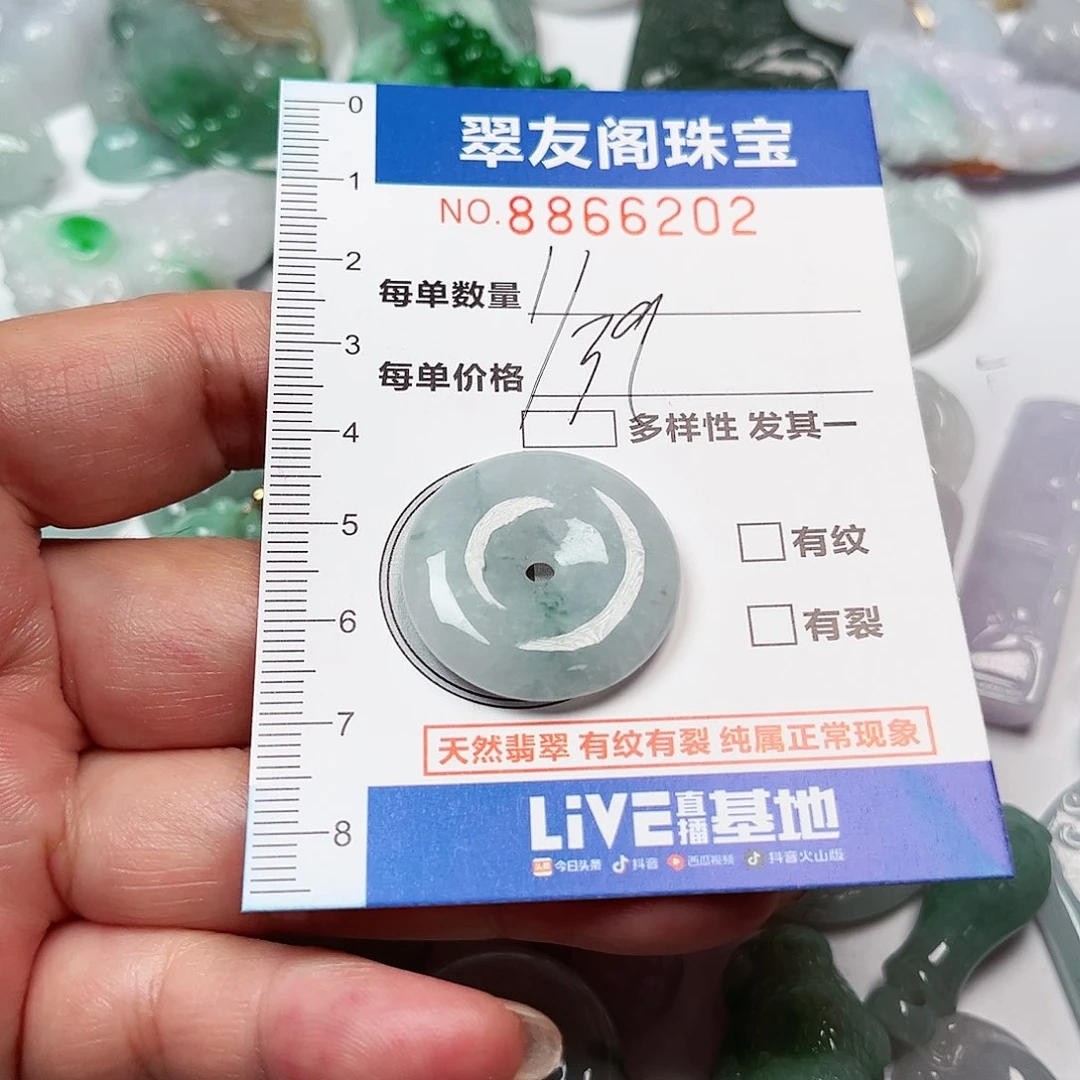 翠友阁珠宝
NO.8866202
每单数量
每单价格 39
多样性 发其一
有纹
有裂
天然翡翠 有纹有裂 纯属正常现象
LiVE直播基地
头条 今日头条 抖音 西瓜视频 抖音火山版
0
1
2
3
4
5
6
7
8